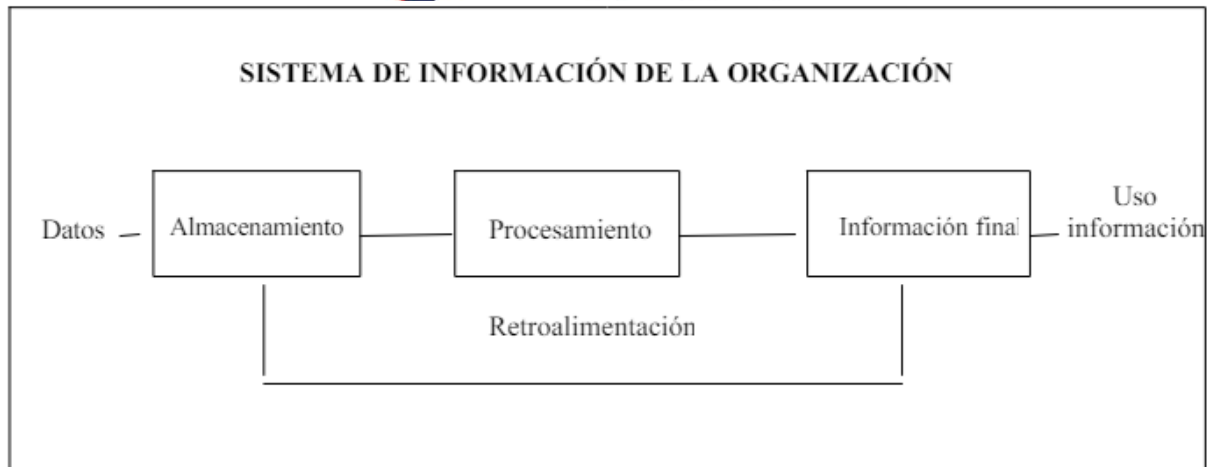 SISTEMA DE INFORMACIÓN DE LA ORGANIZACIÓN
Datos
Almacenamiento
Procesamiento
Información final
Uso
información
Retroalimentación